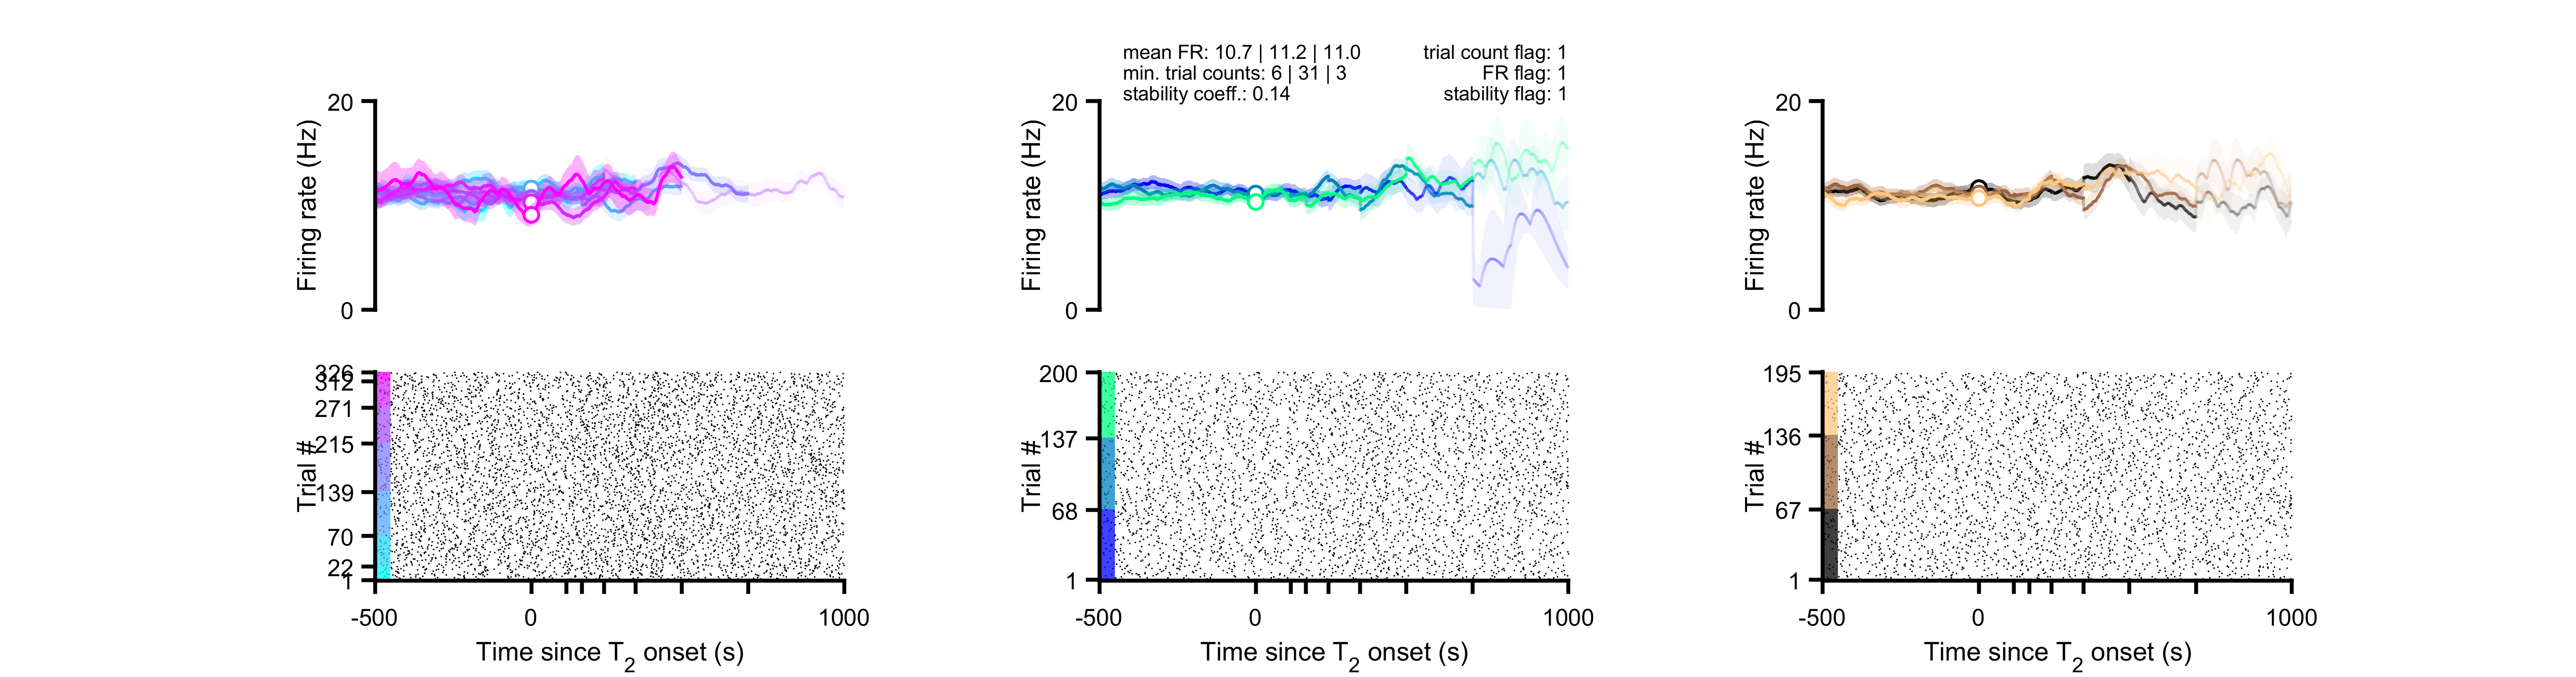 mean FR: 10.7 | 11.2 | 11.0
min. trial counts: 6 | 31 | 3
stability coeff.: 0.14
trial count flag: 1
FR flag: 1
stability flag: 1
Firing rate (Hz)
20
0
Firing rate (Hz)
20
0
Firing rate (Hz)
20
0
Trial #
326
342
271
215
139
70
22
1
-500
0
1000
Time since T2 onset (s)
Trial #
200
137
68
1
-500
0
1000
Time since T2 onset (s)
Trial #
195
136
67
1
-500
0
1000
Time since T2 onset (s)